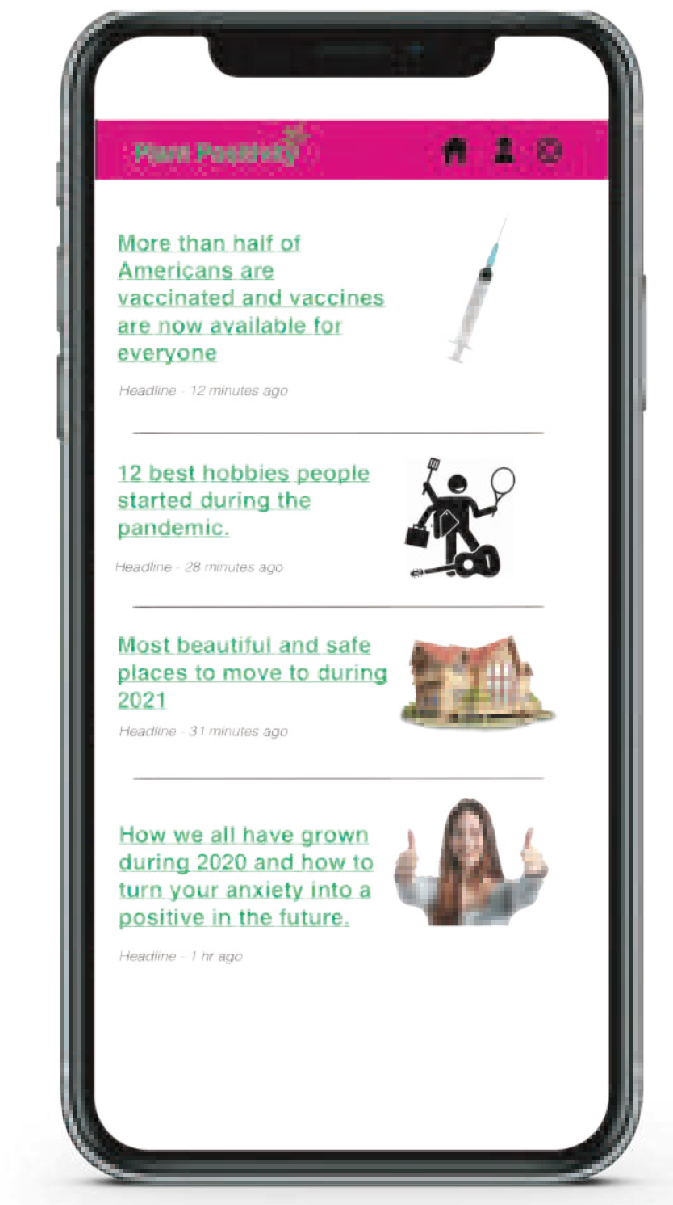 Plant Positivity
More than half of
Americans are
vaccinated and vaccines
are now available for
everyone
Headline - 12 minutes ago
12 best hobbies people
started during the
pandemic.
Headline - 28 minutes ago
Most beautiful and safe
places to move to during
2021
Headline - 31 minutes ago
How we all have grown
during 2020 and how to
turn your anxiety into a
positive in the future.
Headline - 1 hr ago